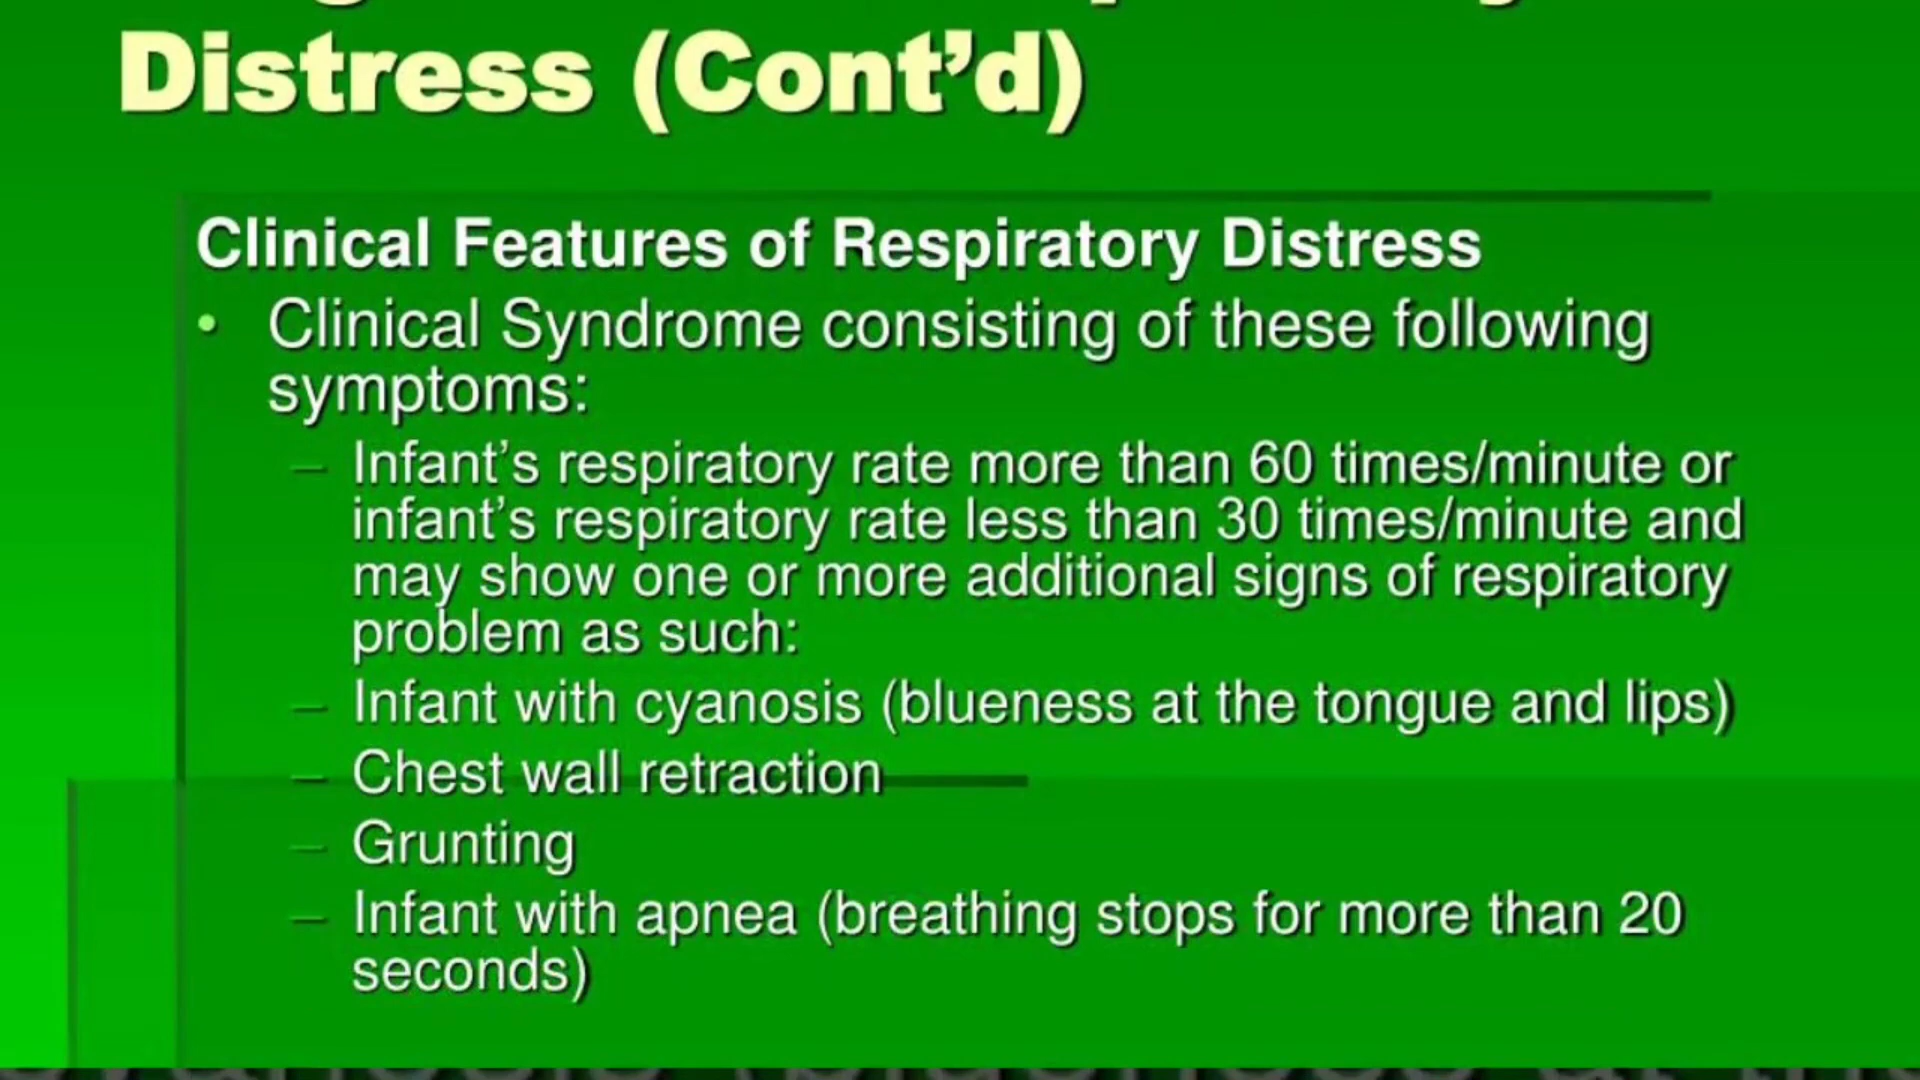 Distress (Cont’d)
Clinical Features of Respiratory Distress
• Clinical Syndrome consisting of these following
symptoms:
– Infant’s respiratory rate more than 60 times/minute or
infant’s respiratory rate less than 30 times/minute and
may show one or more additional signs of respiratory
problem as such:
– Infant with cyanosis (blueness at the tongue and lips)
– Chest wall retraction
– Grunting
– Infant with apnea (breathing stops for more than 20
seconds)